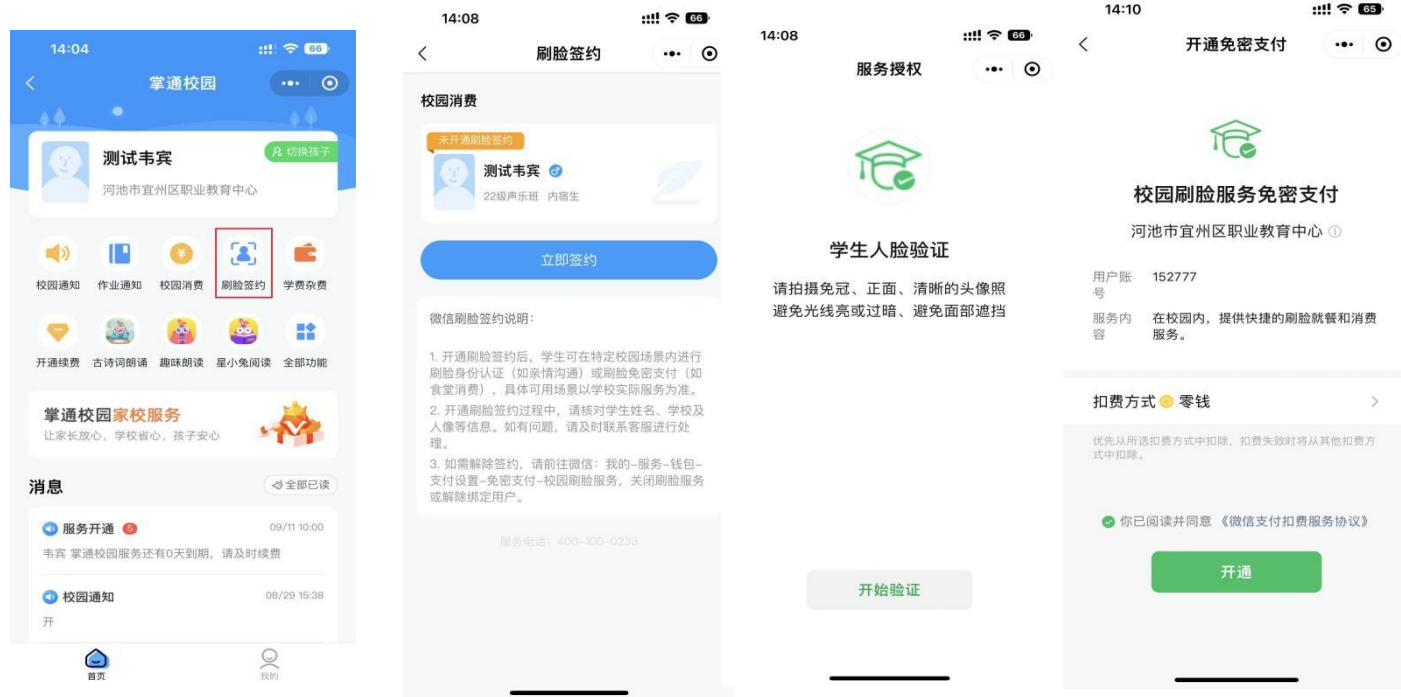 14:04
66
掌通校园
测试韦宾
切换孩子
河池市宜州区职业教育中心
校园通知
作业通知
校园消费
刷脸签约
学费杂费
开通续费
古诗词朗诵
趣味朗读
星小兔阅读
全部功能
掌通校园家校服务
让家长放心，学校省心，孩子安心
消息
全部已读
服务开通 5
09/11 10:00
韦宾 掌通校园服务还有0天到期，请及时续费
校园通知
08/29 15:38
开
首页
我的
14:08
66
刷脸签约
校园消费
未开通刷脸签约
测试韦宾
22级声乐班 内宿生
立即签约
微信刷脸签约说明：
1. 开通刷脸签约后，学生可在特定校园场景内进行
刷脸身份认证（如亲情沟通）或刷脸免密支付（如
食堂消费），具体可用场景以学校实际服务为准。
2. 开通刷脸签约过程中，请核对学生姓名、学校及
人像等信息。如有问题，请及时联系客服进行处
理。
3. 如需解除签约，请前往微信：我的–服务–钱包–
支付设置–免密支付–校园刷脸服务，关闭刷脸服务
或解除绑定用户。
服务电话：400-100-0233
14:08
66
服务授权
学生人脸验证
请拍摄免冠、正面、清晰的头像照
避免光线亮或过暗、避免面部遮挡
开始验证
14:10
65
开通免密支付
校园刷脸服务免密支付
河池市宜州区职业教育中心
用户账
号
152777
服务内
容
在校园内，提供快捷的刷脸就餐和消费
服务。
扣费方式
零钱
优先从所选扣费方式中扣除，扣费失败时将从其他扣费方
式中扣除。
你已阅读并同意《微信支付扣费服务协议》
开通